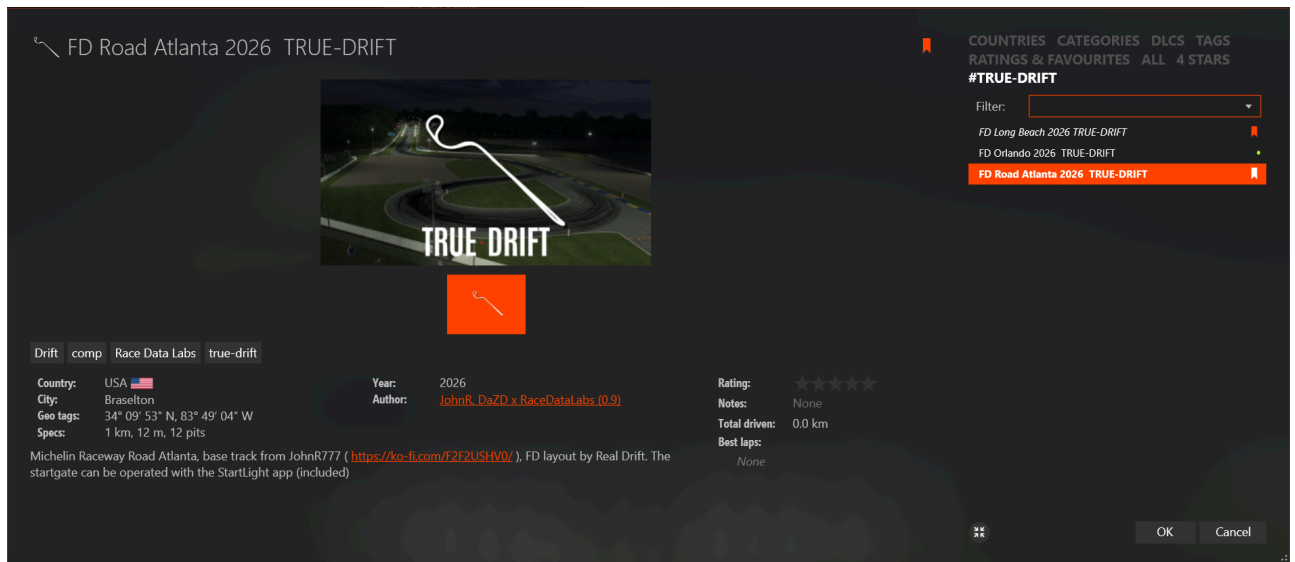 FD Road Atlanta 2026 TRUE-DRIFT
TRUE DRIFT
Drift comp Race Data Labs true-drift
Country: USA
City: Braselton
Geo tags: 34° 09′ 53″ N, 83° 49′ 04″ W
Specs: 1 km, 12 m, 12 pits
Year: 2026
Author: JohnR, DaZD x RaceDataLabs (0.9)
Rating:
Notes: None
Total driven: 0.0 km
Best laps:
None
Michelin Raceway Road Atlanta, base track from JohnR777 ( https://ko-fi.com/F2F2USHV0/ ), FD layout by Real Drift. The
startgate can be operated with the StartLight app (included)
COUNTRIES CATEGORIES DLCS TAGS
RATINGS & FAVOURITES ALL 4 STARS
#TRUE-DRIFT
Filter:
FD Long Beach 2026 TRUE-DRIFT
FD Orlando 2026 TRUE-DRIFT
FD Road Atlanta 2026 TRUE-DRIFT
OK Cancel